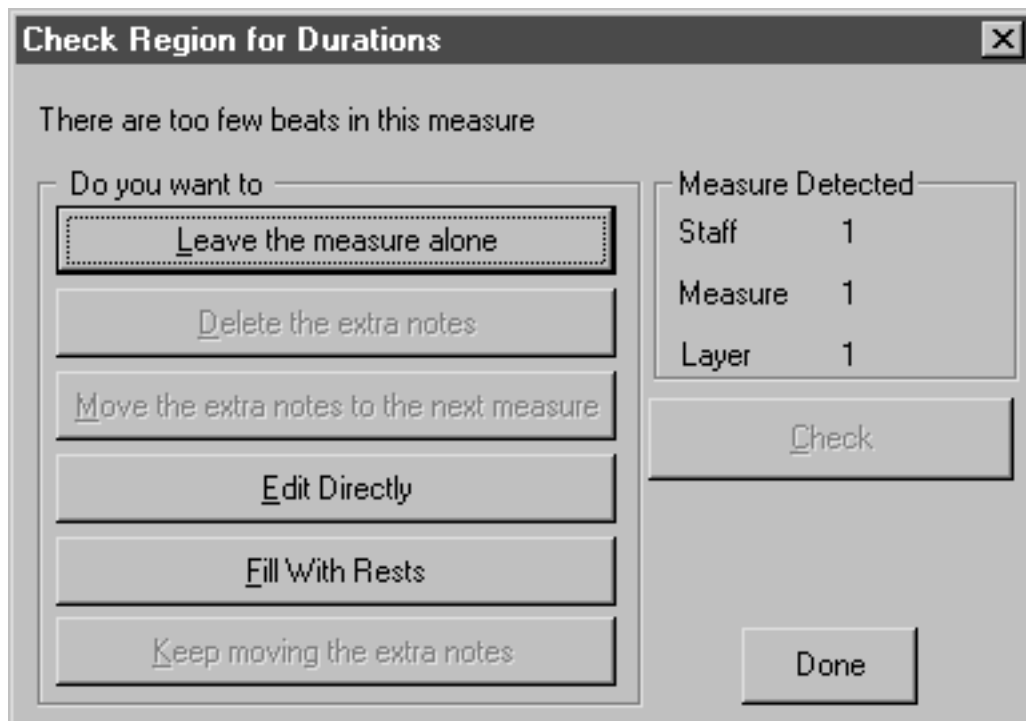 Check Region for Durations
There are too few beats in this measure
Do you want to
Leave the measure alone
Delete the extra notes
Move the extra notes to the next measure
Edit Directly
Fill With Rests
Keep moving the extra notes
Measure Detected
Staff 1
Measure 1
Layer 1
Check
Done